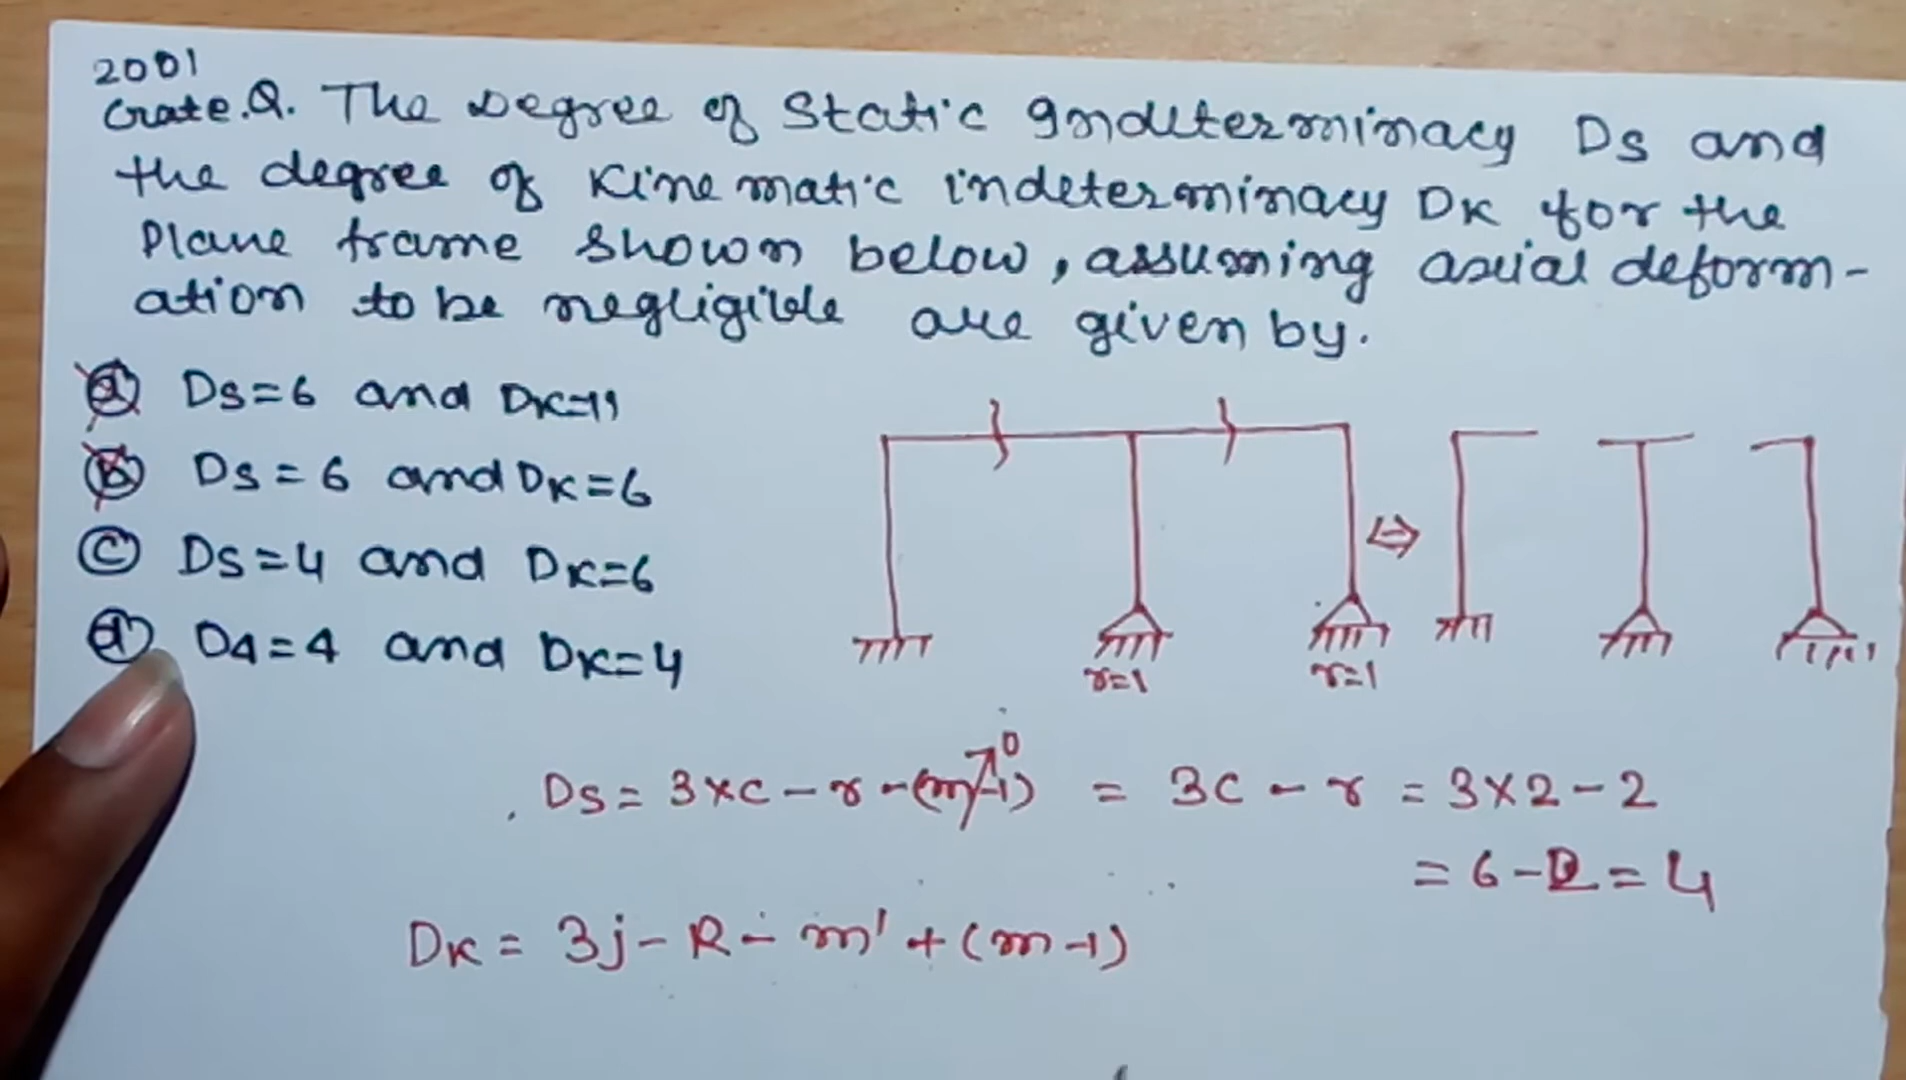 2001
Gate.Q. The Degree of Static Indeterminacy Ds and
the degree of Kinematic indeterminacy DK for the
Plane frame shown below, assuming axial deform-
ation to be negligible are given by.
(a) Ds=6 and DK=11
(b) Ds=6 and DK=6
(c) Ds=4 and DK=6
(d) Ds=4 and DK=4
r=1
r=1
Ds = 3×c - r - (m-1) 0 = 3C - r = 3×2-2
= 6-2 = 4
DK = 3j - R - m' + (m-1)